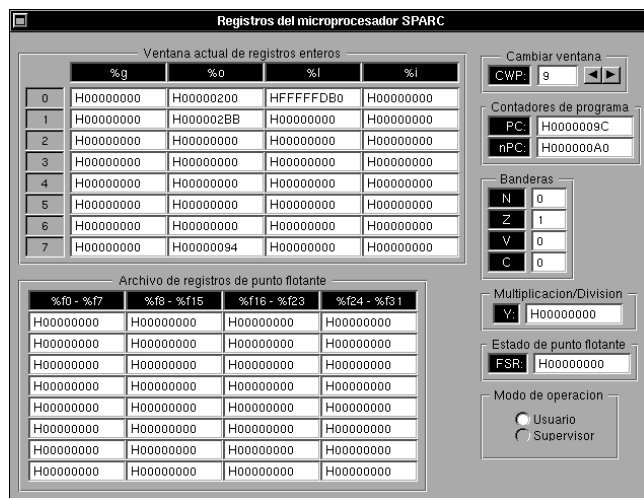 Registros del microprocesador SPARC
Ventana actual de registros enteros
%g %o %l %i
0 H00000000 H00000200 HFFFFFDB0 H00000000
1 H00000000 H000002BB H00000000 H00000000
2 H00000000 H00000000 H00000000 H00000000
3 H00000000 H00000000 H00000000 H00000000
4 H00000000 H00000000 H00000000 H00000000
5 H00000000 H00000000 H00000000 H00000000
6 H00000000 H00000000 H00000000 H00000000
7 H00000000 H00000094 H00000000 H00000000
Archivo de registros de punto flotante
%f0 - %f7 %f8 - %f15 %f16 - %f23 %f24 - %f31
H00000000 H00000000 H00000000 H00000000
H00000000 H00000000 H00000000 H00000000
H00000000 H00000000 H00000000 H00000000
H00000000 H00000000 H00000000 H00000000
H00000000 H00000000 H00000000 H00000000
H00000000 H00000000 H00000000 H00000000
H00000000 H00000000 H00000000 H00000000
H00000000 H00000000 H00000000 H00000000
Cambiar ventana
CWP: 9
Contadores de programa
PC: H0000009C
nPC: H000000A0
Banderas
N 0
Z 1
V 0
C 0
Multiplicacion/Division
Y: H00000000
Estado de punto flotante
FSR: H00000000
Modo de operacion
Usuario
Supervisor